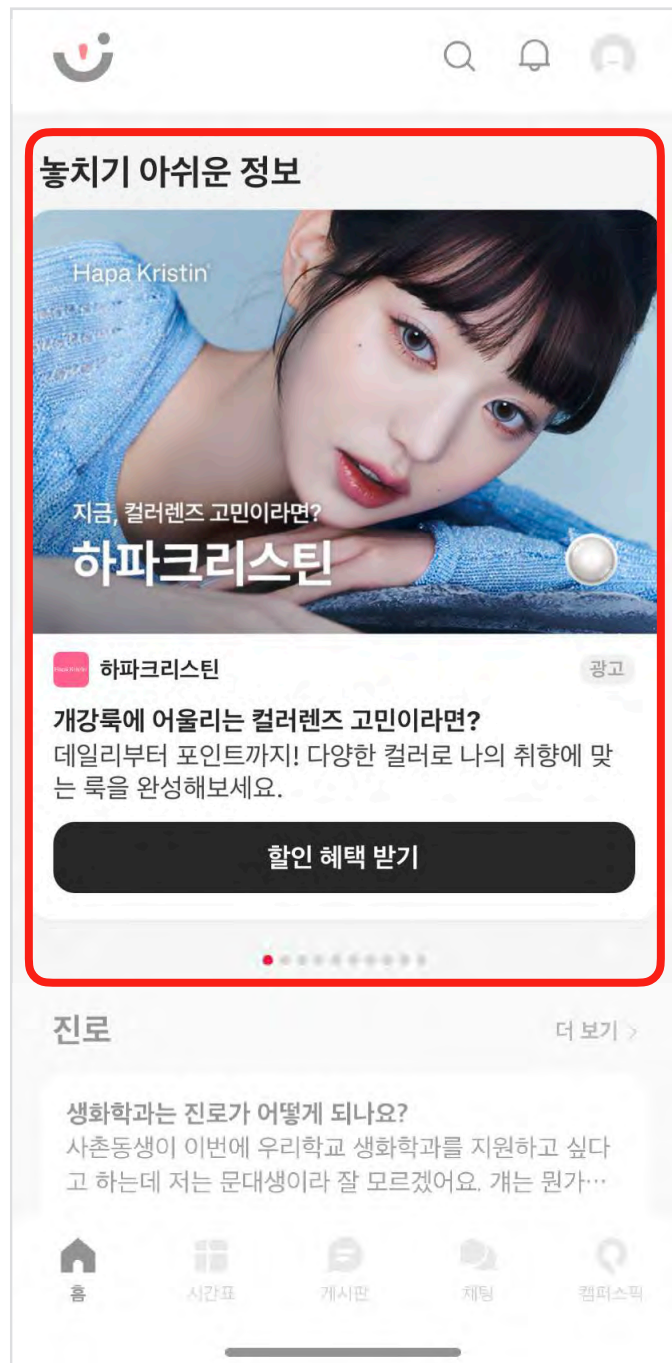 놓치기 아쉬운 정보
Hapa Kristin
지금, 컬러렌즈 고민이라면?
하파크리스틴
하파크리스틴
광고
개강룩에 어울리는 컬러렌즈 고민이라면?
데일리부터 포인트까지! 다양한 컬러로 나의 취향에 맞
는 룩을 완성해보세요.
할인 혜택 받기
진로
더 보기 >
생화학과는 진로가 어떻게 되나요?
사촌동생이 이번에 우리학교 생화학과를 지원하고 싶다
고 하는데 저는 문대생이라 잘 모르겠어요. 걔는 뭔가…
홈
시간표
게시판
채팅
캠퍼스픽